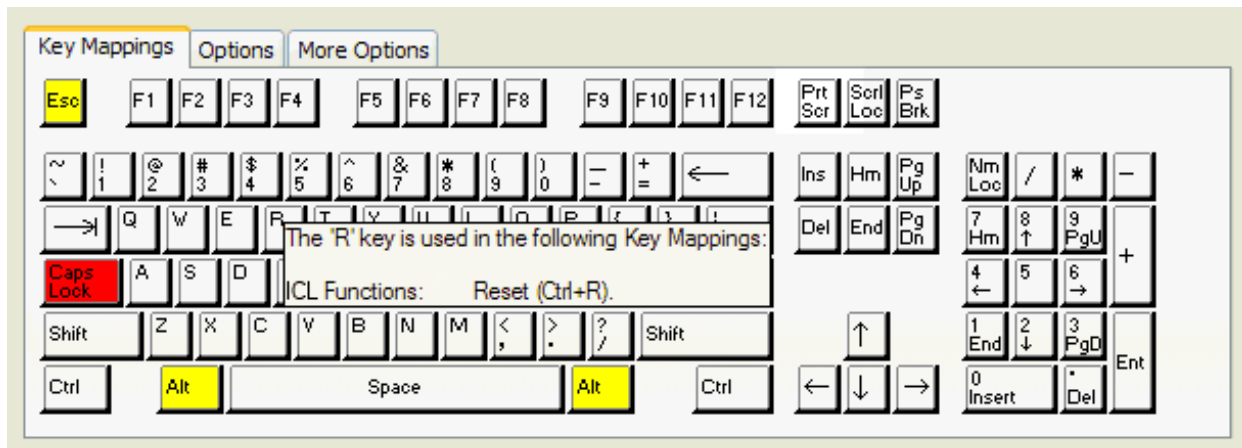 Key Mappings Options More Options
Esc F1 F2 F3 F4 F5 F6 F7 F8 F9 F10 F11 F12 Prt Scr Scrl Loc Ps Brk
~ ` ! 1 @ 2 # 3 $ 4 % 5 ^ 6 & 7 * 8 ( 9 ) 0 _ - + = ← Ins Hm Pg Up Nm Loc / * -
→| Q W E R T Y U I O P { } Del End Pg Dn 7 Hm 8 ↑ 9 PgU +
The 'R' key is used in the following Key Mappings:
Caps Lock A S D 4 ← 5 6 →
ICL Functions: Reset (Ctrl+R).
Shift Z X C V B N M < , > . ? / Shift ↑ 1 End 2 ↓ 3 PgD Ent
Ctrl Alt Space Alt Ctrl ← ↓ → 0 Insert . Del